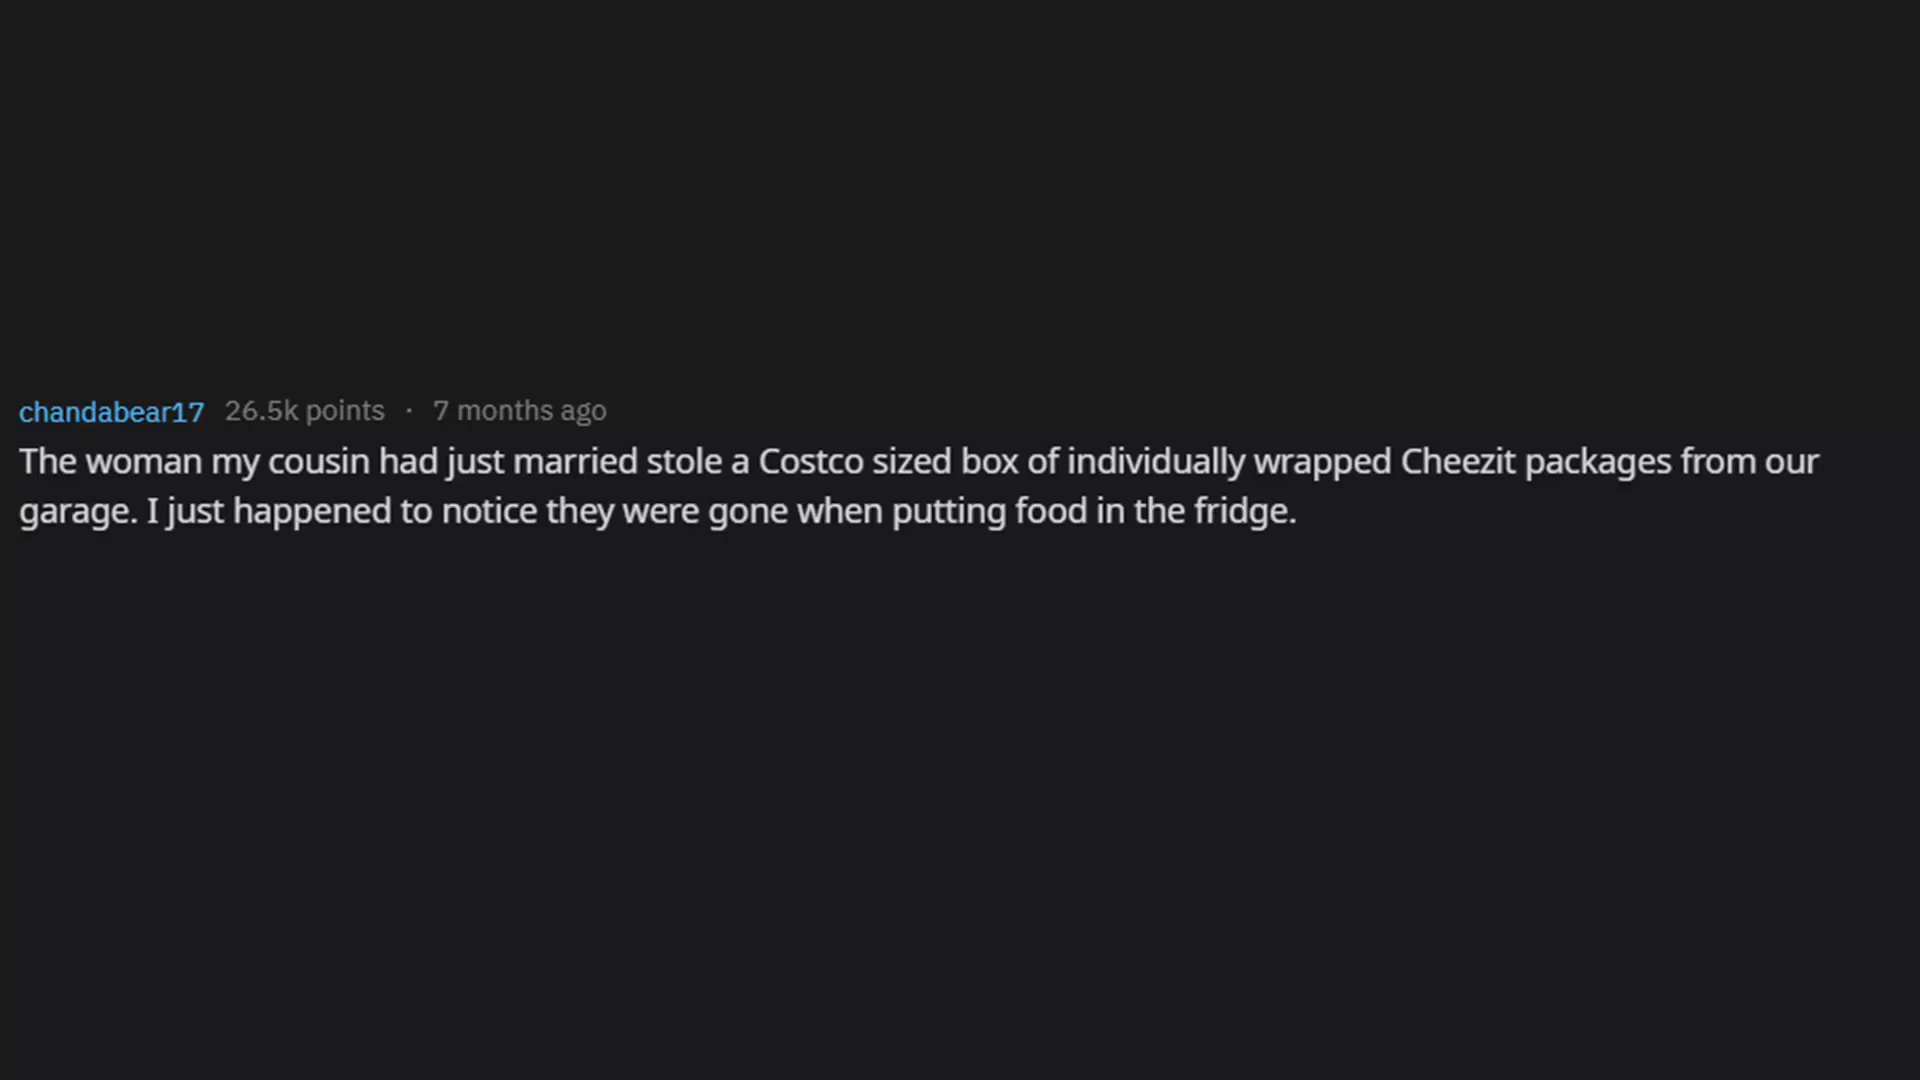 chandabear17 26.5k points · 7 months ago
The woman my cousin had just married stole a Costco sized box of individually wrapped Cheezit packages from our
garage. I just happened to notice they were gone when putting food in the fridge.